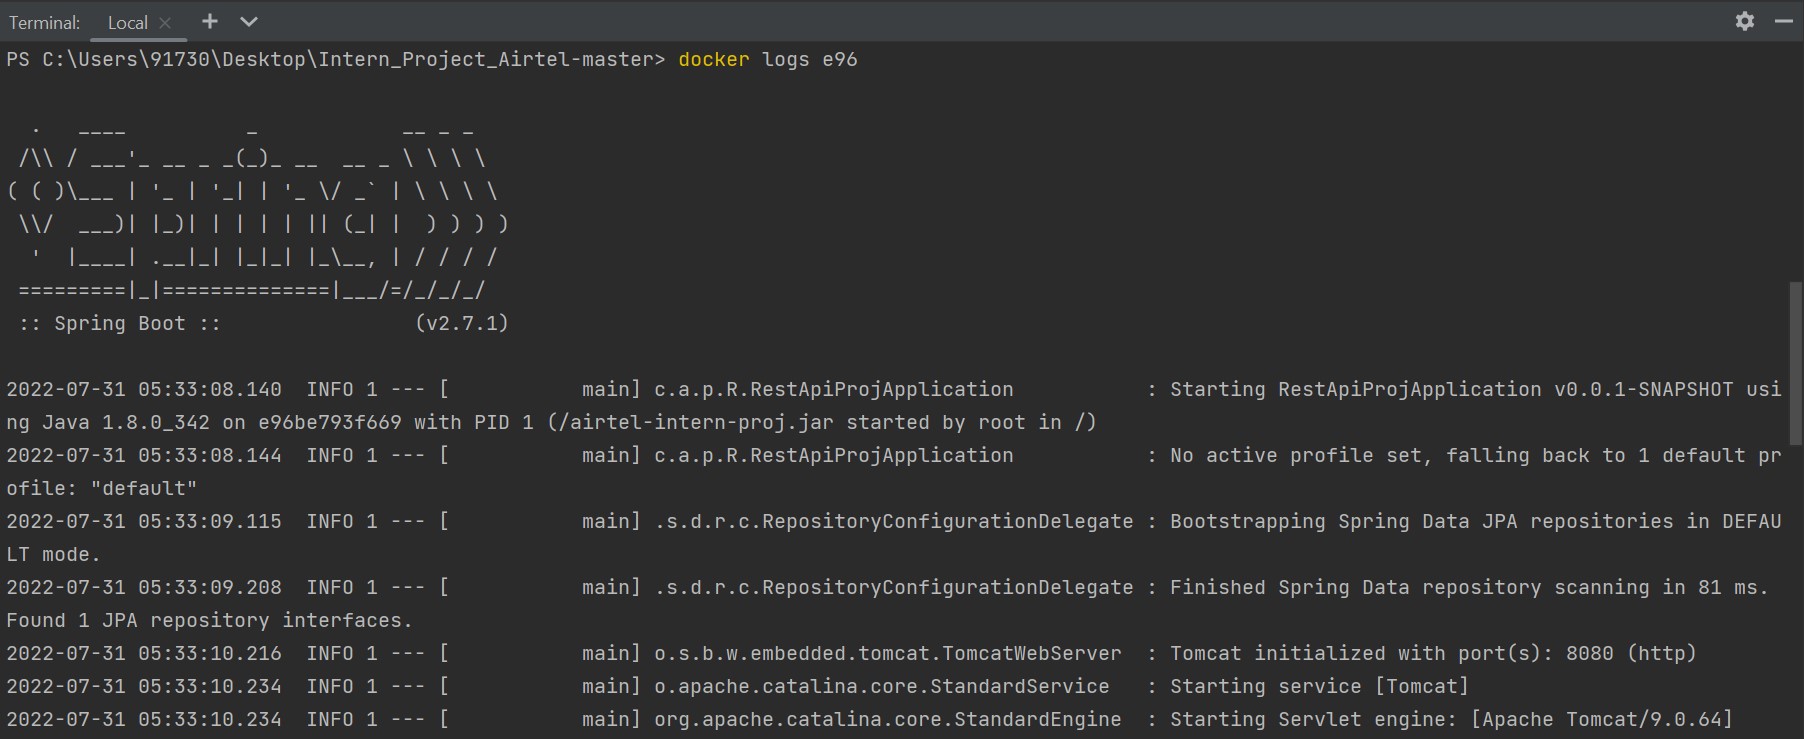 Terminal: Local
PS C:\Users\91730\Desktop\Intern_Project_Airtel-master> docker logs e96
  .   ____          _            __ _ _
 /\\ / ___'_ __ _ _(_)_ __  __ _ \ \ \ \
( ( )\___ | '_ | '_| | '_ \/ _` | \ \ \ \
 \\/  ___)| |_)| | | | | || (_| |  ) ) ) )
  '  |____| .__|_| |_|_| |_\__, | / / / /
 =========|_|==============|___/=/_/_/_/
 :: Spring Boot ::                (v2.7.1)
2022-07-31 05:33:08.140  INFO 1 --- [           main] c.a.p.R.RestApiProjApplication           : Starting RestApiProjApplication v0.0.1-SNAPSHOT usi
ng Java 1.8.0_342 on e96be793f669 with PID 1 (/airtel-intern-proj.jar started by root in /)
2022-07-31 05:33:08.144  INFO 1 --- [           main] c.a.p.R.RestApiProjApplication           : No active profile set, falling back to 1 default pr
ofile: "default"
2022-07-31 05:33:09.115  INFO 1 --- [           main] .s.d.r.c.RepositoryConfigurationDelegate : Bootstrapping Spring Data JPA repositories in DEFAU
LT mode.
2022-07-31 05:33:09.208  INFO 1 --- [           main] .s.d.r.c.RepositoryConfigurationDelegate : Finished Spring Data repository scanning in 81 ms.
Found 1 JPA repository interfaces.
2022-07-31 05:33:10.216  INFO 1 --- [           main] o.s.b.w.embedded.tomcat.TomcatWebServer  : Tomcat initialized with port(s): 8080 (http)
2022-07-31 05:33:10.234  INFO 1 --- [           main] o.apache.catalina.core.StandardService   : Starting service [Tomcat]
2022-07-31 05:33:10.234  INFO 1 --- [           main] org.apache.catalina.core.StandardEngine  : Starting Servlet engine: [Apache Tomcat/9.0.64]